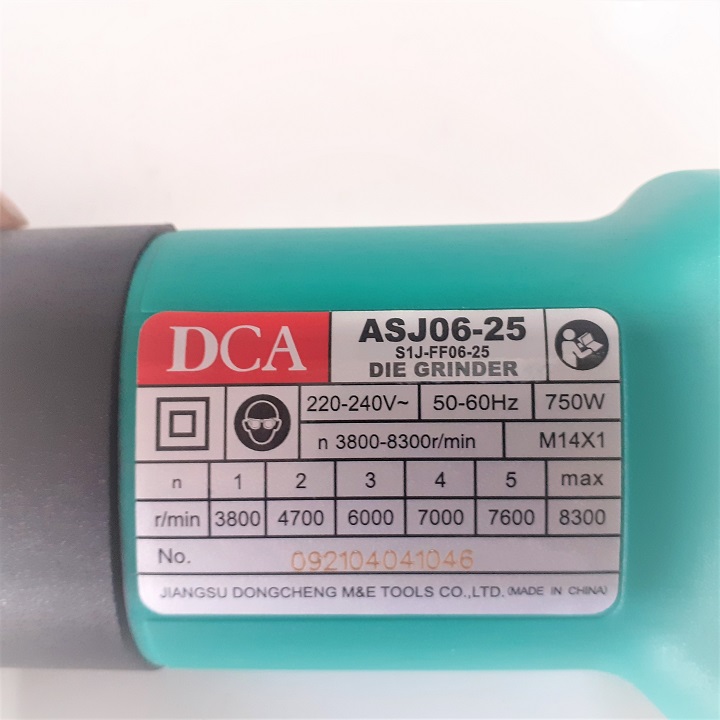 DCA
ASJ06-25
S1J-FF06-25
DIE GRINDER
220-240V~ 50-60Hz 750W
n 3800-8300r/min M14X1
n 1 2 3 4 5 max
r/min 3800 4700 6000 7000 7600 8300
No. 092104041046
JIANGSU DONGCHENG M&E TOOLS CO.,LTD. (MADE IN CHINA)